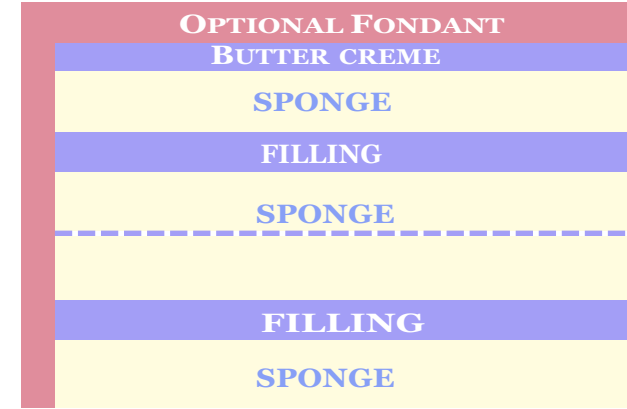 OPTIONAL FONDANT
BUTTER CREME
SPONGE
FILLING
SPONGE
FILLING
SPONGE